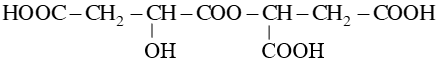 HOOC – CH₂ – CH – COO – CH – CH₂ – COOH
OH COOH